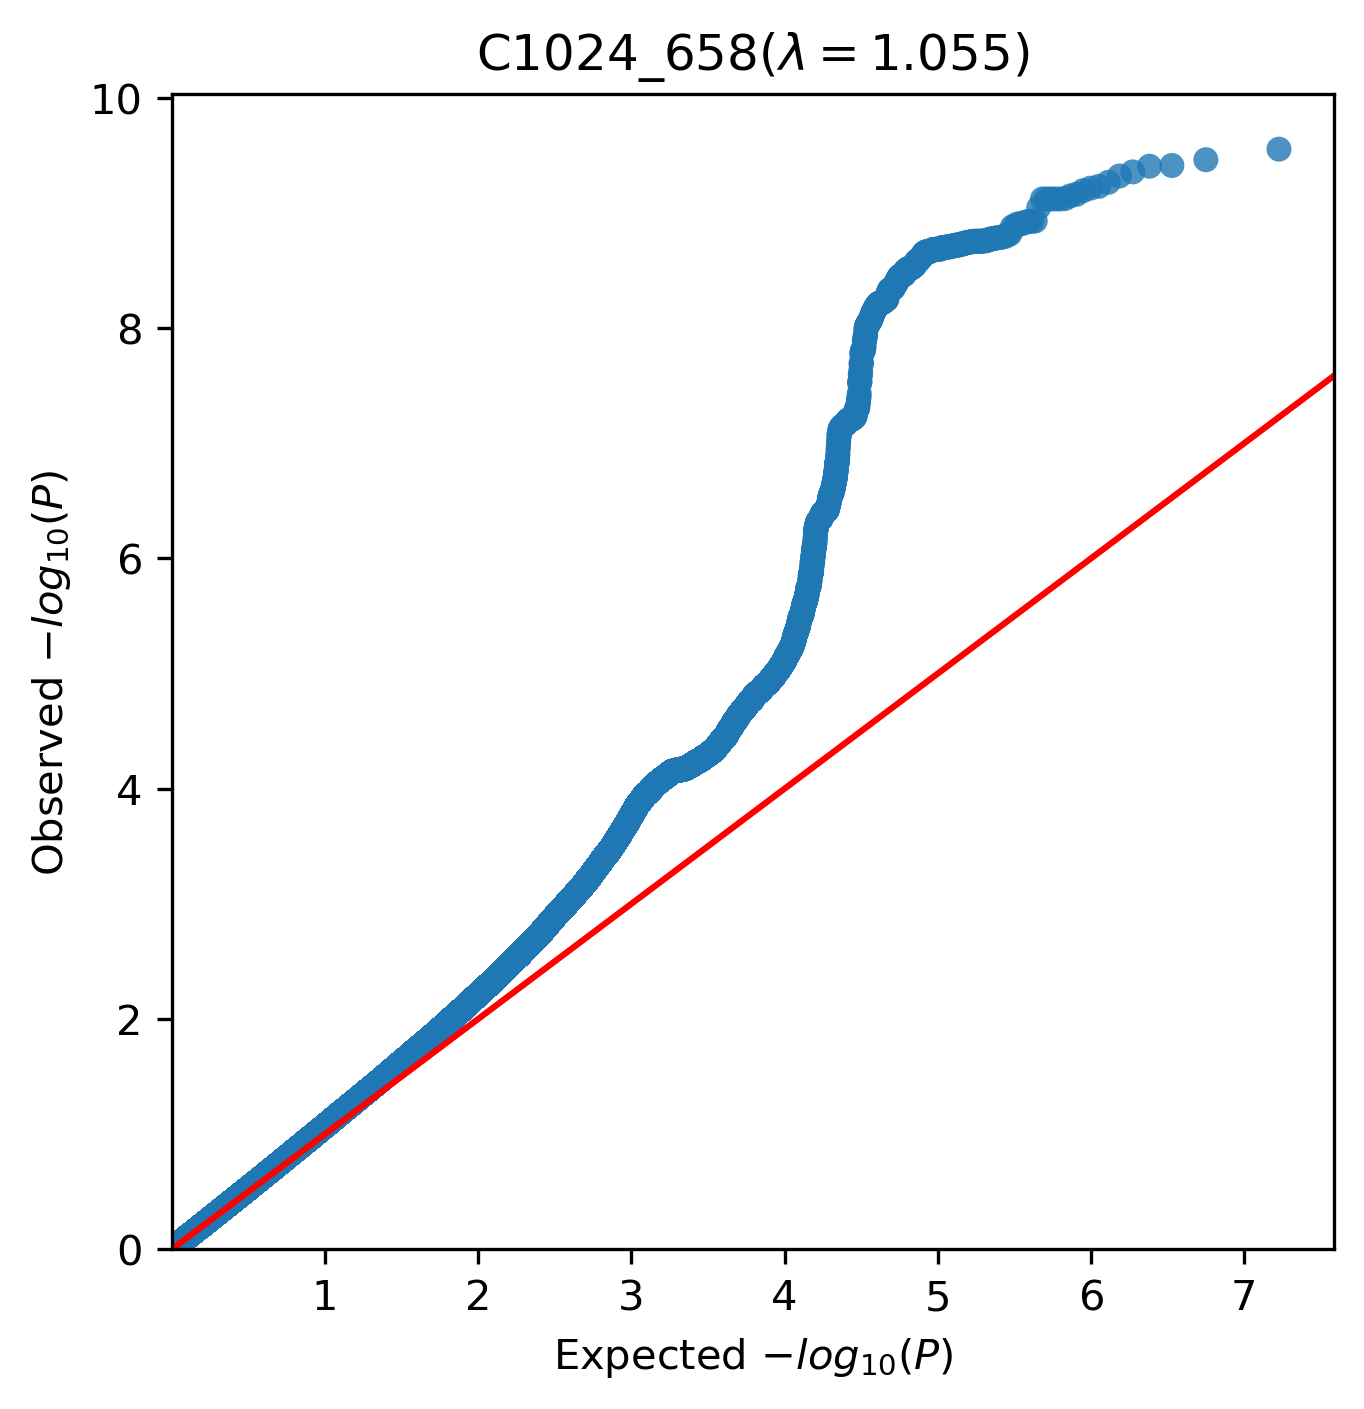 C1024_658(λ = 1.055)
10
8
6
4
2
0
Observed −log10(P)
1 2 3 4 5 6 7
Expected −log10(P)